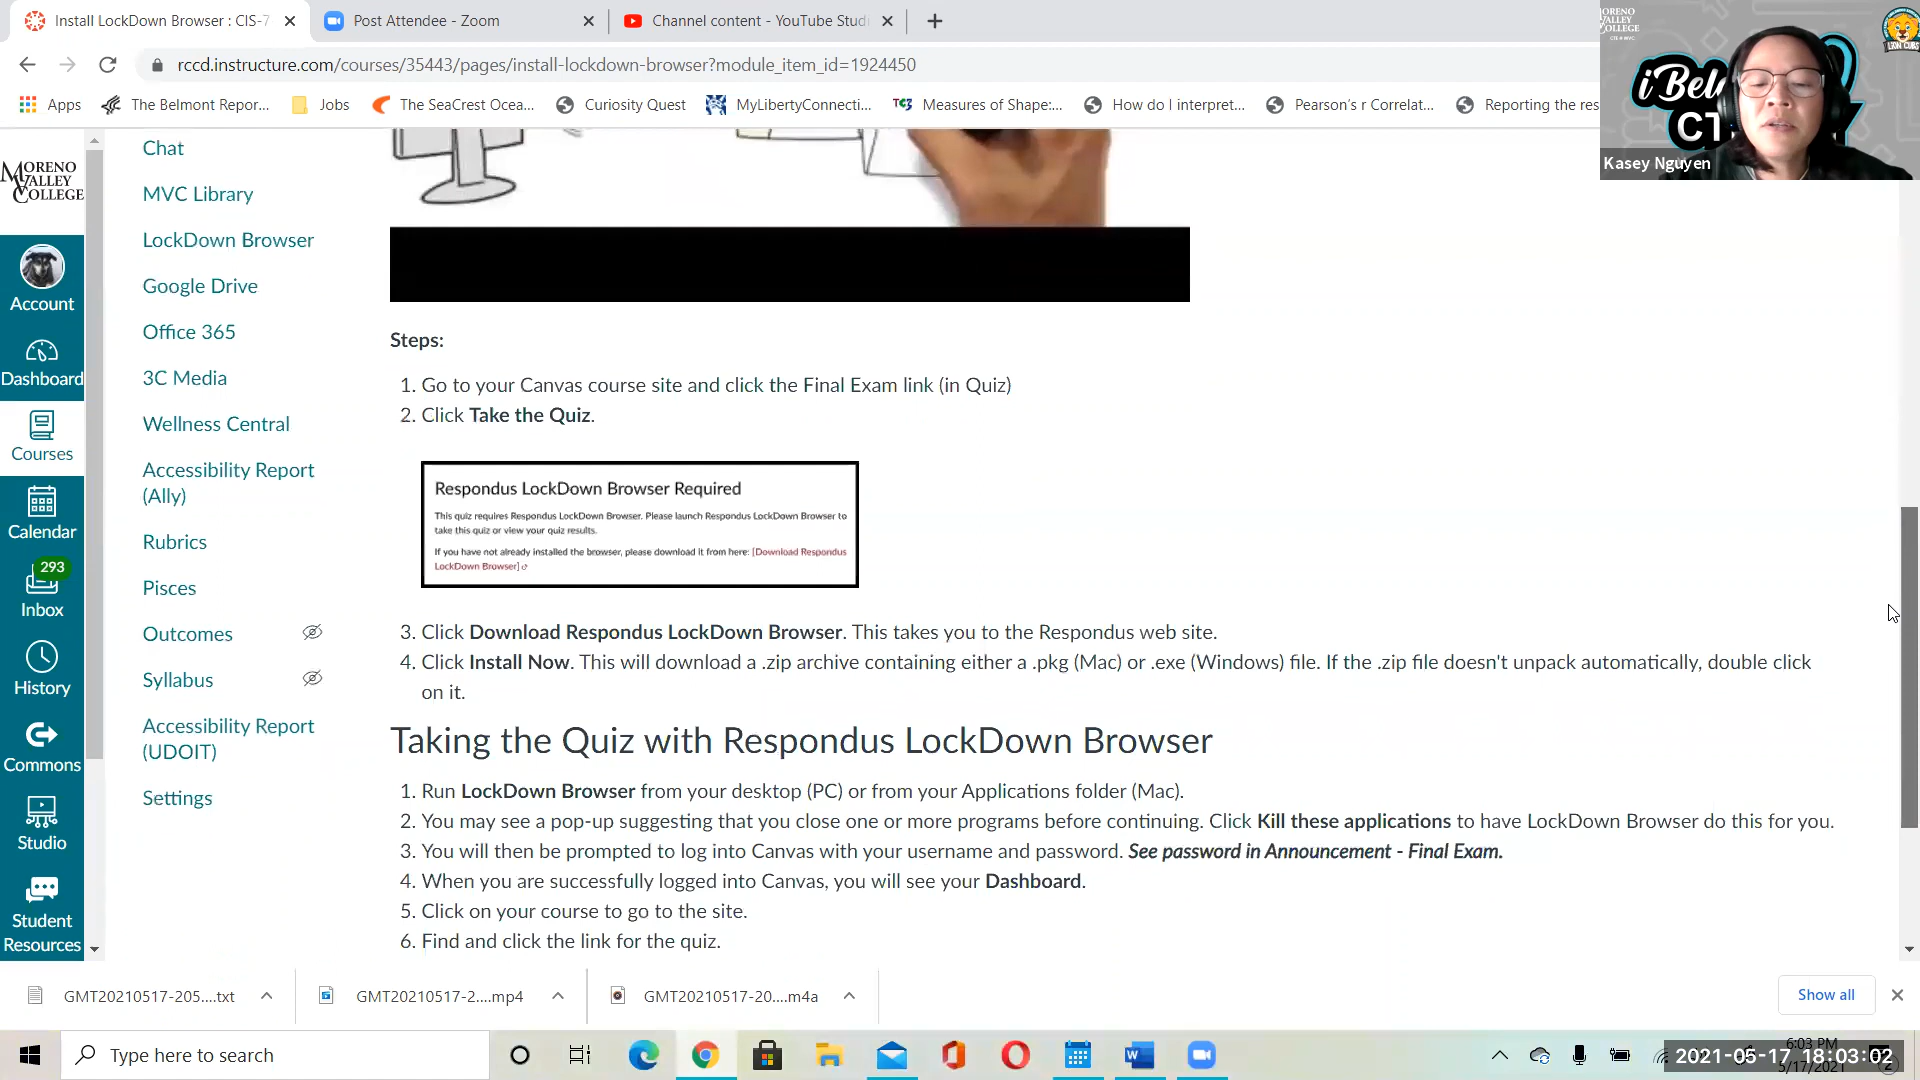 Install LockDown Browser : CIS-7
Post Attendee - Zoom
Channel content - YouTube Studi
rccd.instructure.com/courses/35443/pages/install-lockdown-browser?module_item_id=1924450
Apps
The Belmont Repor...
Jobs
The SeaCrest Ocea...
Curiosity Quest
MyLibertyConnecti...
Measures of Shape:...
How do I interpret...
Pearson's r Correlat...
Reporting the res
MORENO
VALLEY
COLLEGE
iBel
CT
Kasey Nguyen
MORENO
VALLEY
COLLEGE
Account
Dashboard
Courses
Calendar
293
Inbox
History
Commons
Studio
Student
Resources
Chat
MVC Library
LockDown Browser
Google Drive
Office 365
3C Media
Wellness Central
Accessibility Report
(Ally)
Rubrics
Pisces
Outcomes
Syllabus
Accessibility Report
(UDOIT)
Settings
Steps:
1. Go to your Canvas course site and click the Final Exam link (in Quiz)
2. Click Take the Quiz.
Respondus LockDown Browser Required
This quiz requires Respondus LockDown Browser. Please launch Respondus LockDown Browser to
take this quiz or view your quiz results.
If you have not already installed the browser, please download it from here: [Download Respondus
LockDown Browser]
3. Click Download Respondus LockDown Browser. This takes you to the Respondus web site.
4. Click Install Now. This will download a .zip archive containing either a .pkg (Mac) or .exe (Windows) file. If the .zip file doesn't unpack automatically, double click
on it.
Taking the Quiz with Respondus LockDown Browser
1. Run LockDown Browser from your desktop (PC) or from your Applications folder (Mac).
2. You may see a pop-up suggesting that you close one or more programs before continuing. Click Kill these applications to have LockDown Browser do this for you.
3. You will then be prompted to log into Canvas with your username and password. See password in Announcement - Final Exam.
4. When you are successfully logged into Canvas, you will see your Dashboard.
5. Click on your course to go to the site.
6. Find and click the link for the quiz.
GMT20210517-205....txt
GMT20210517-2....mp4
GMT20210517-20....m4a
Show all
Type here to search
6:03 PM
2021-05-17 18:03:02